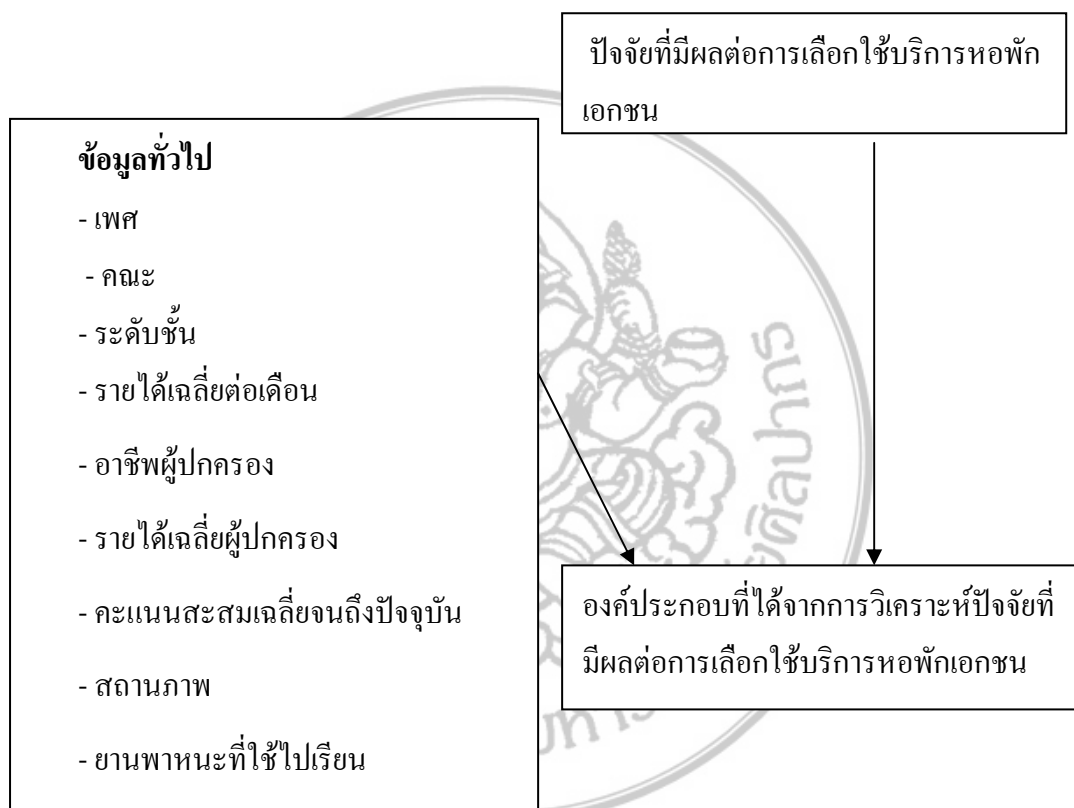 ปัจจัยที่มีผลต่อการเลือกใช้บริการหอพัก
เอกชน
ข้อมูลทั่วไป
- เพศ
- คณะ
- ระดับชั้น
- รายได้เฉลี่ยต่อเดือน
- อาชีพผู้ปกครอง
- รายได้เฉลี่ยผู้ปกครอง
- คะแนนสะสมเฉลี่ยจนถึงปัจจุบัน
- สถานภาพ
- ยานพาหนะที่ใช้ไปเรียน
องค์ประกอบที่ได้จากการวิเคราะห์ปัจจัยที่
มีผลต่อการเลือกใช้บริการหอพักเอกชน